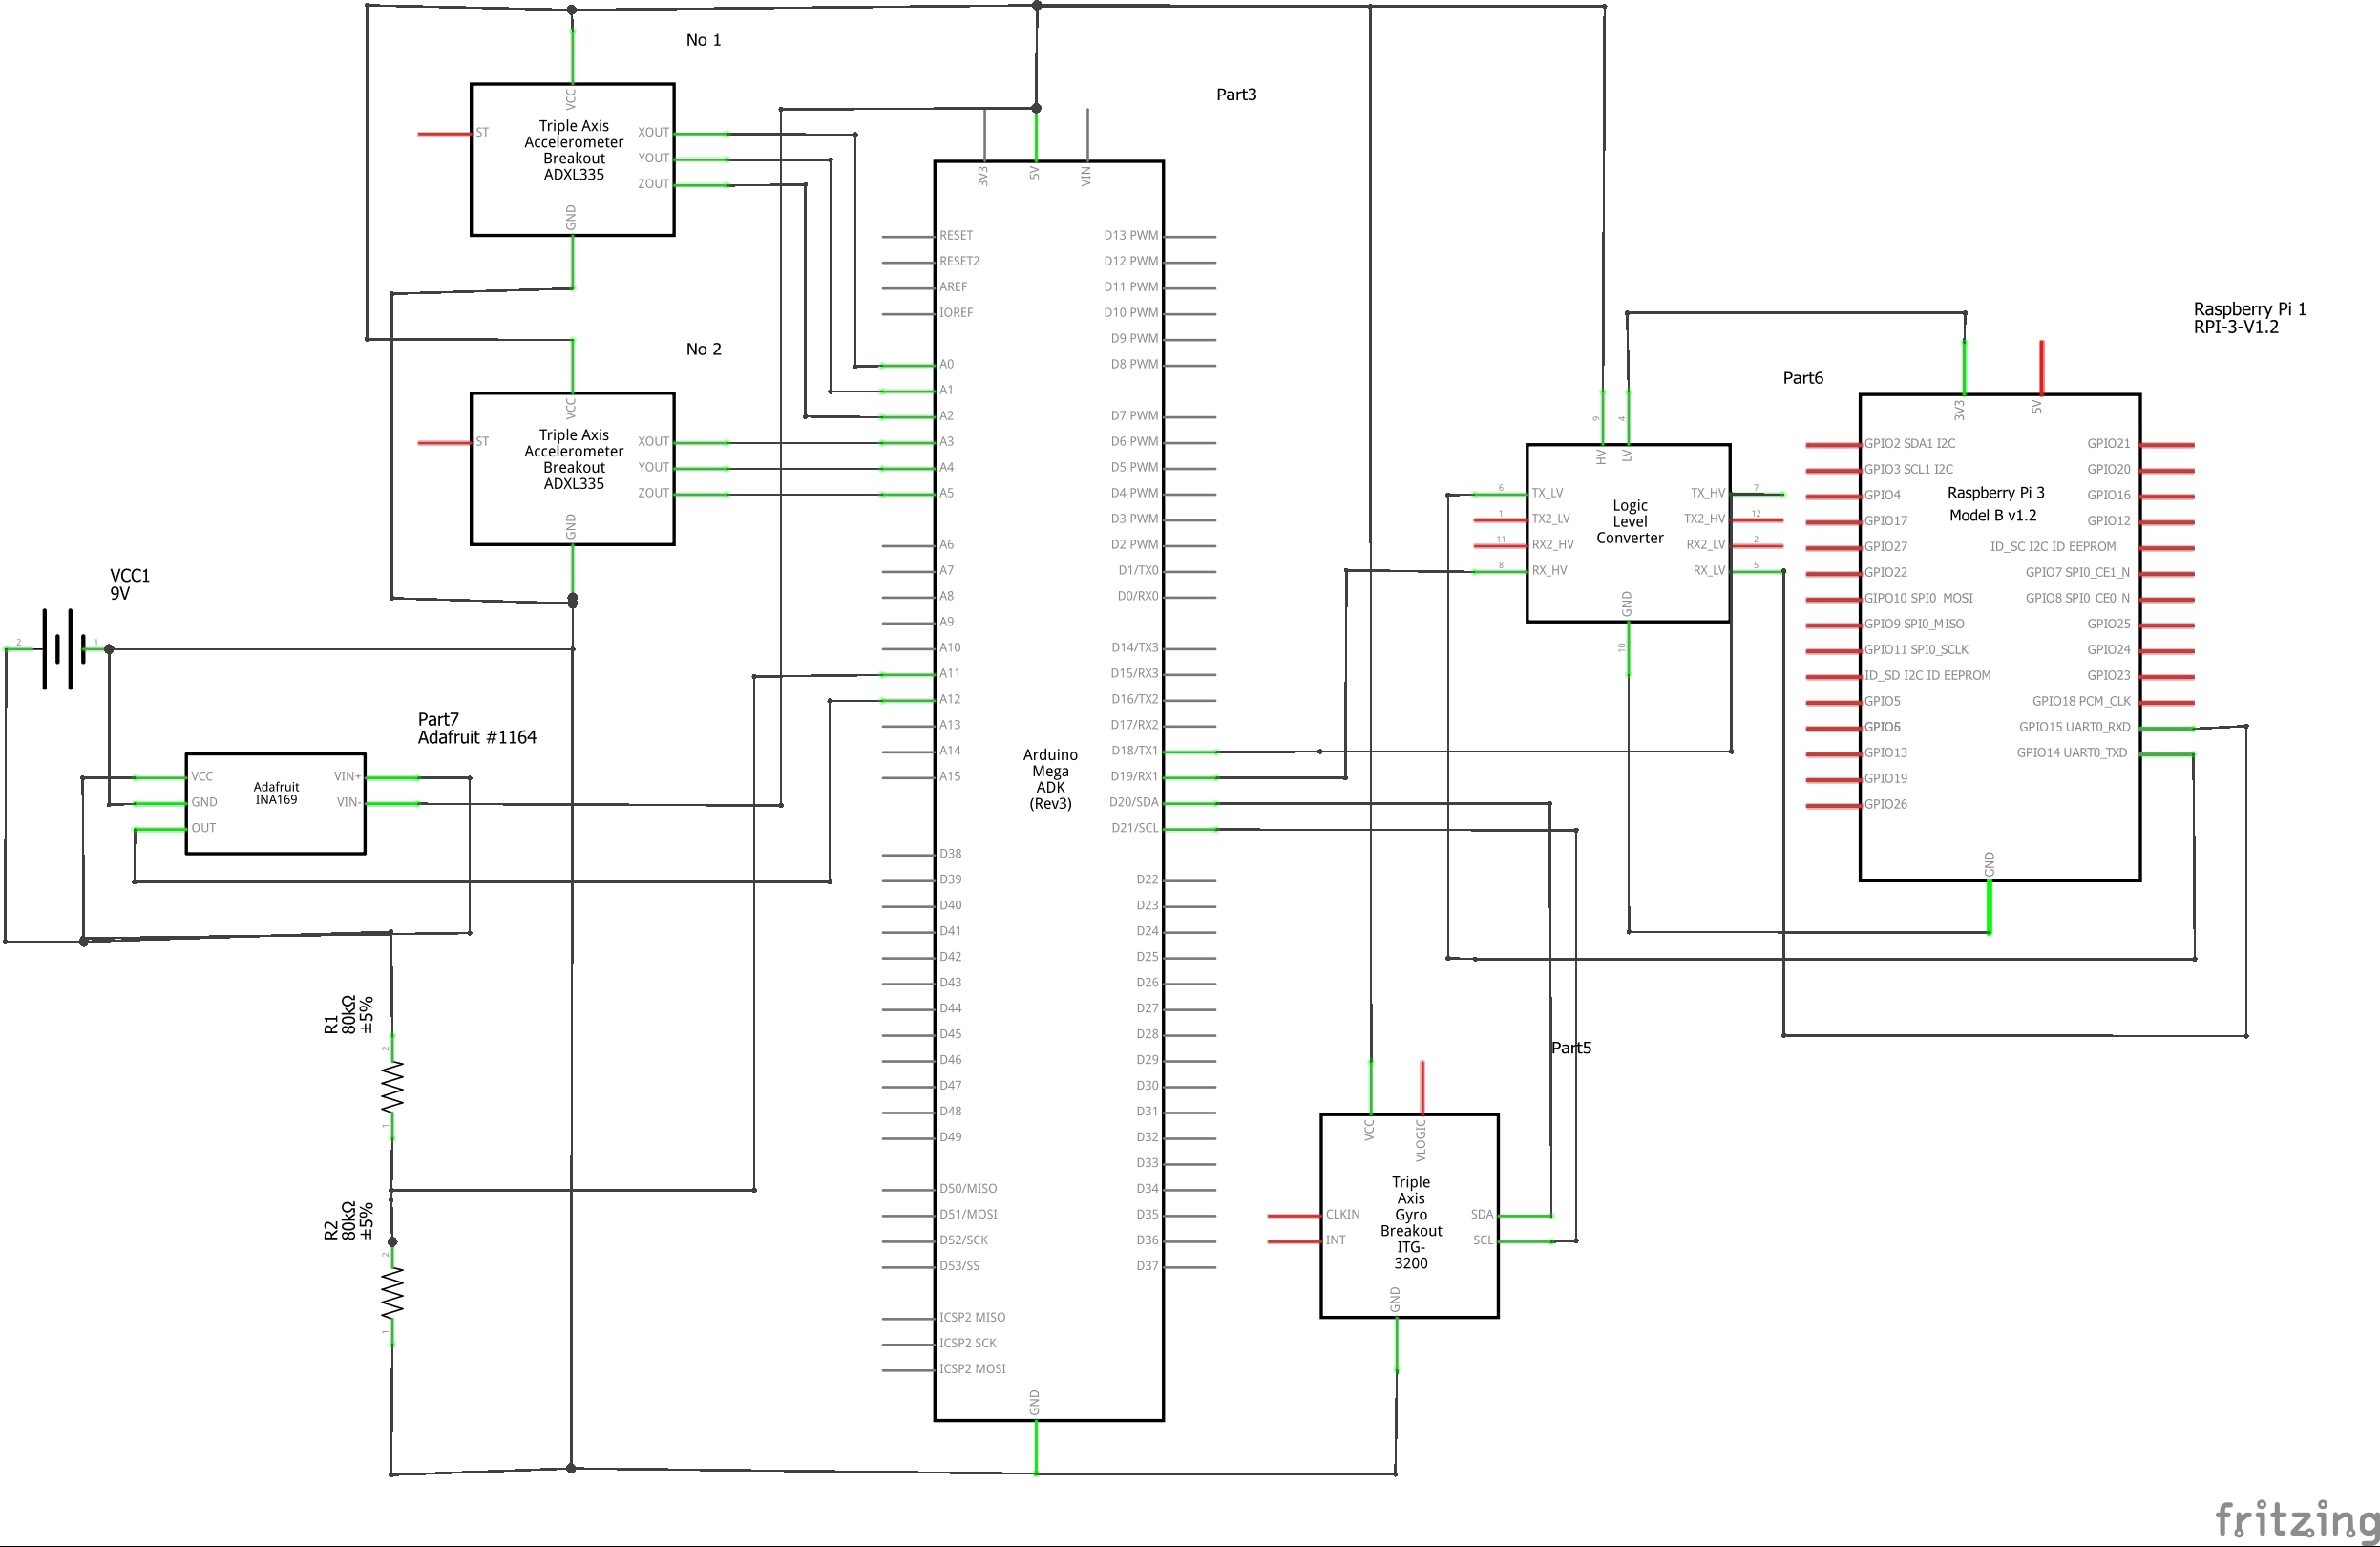 No 1
VCC
ST
Triple Axis
Accelerometer
Breakout
ADXL335
XOUT
YOUT
ZOUT
GND
No 2
VCC
ST
Triple Axis
Accelerometer
Breakout
ADXL335
XOUT
YOUT
ZOUT
GND
VCC1
9V
2
1
Part7
Adafruit #1164
VCC
GND
OUT
Adafruit
INA169
VIN+
VIN-
R1
80kΩ
±5%
2
1
R2
80kΩ
±5%
2
1
Part3
3V3
5V
VIN
RESET
RESET2
AREF
IOREF
A0
A1
A2
A3
A4
A5
A6
A7
A8
A9
A10
A11
A12
A13
A14
A15
D38
D39
D40
D41
D42
D43
D44
D45
D46
D47
D48
D49
D50/MISO
D51/MOSI
D52/SCK
D53/SS
ICSP2 MISO
ICSP2 SCK
ICSP2 MOSI
Arduino
Mega
ADK
(Rev3)
D13 PWM
D12 PWM
D11 PWM
D10 PWM
D9 PWM
D8 PWM
D7 PWM
D6 PWM
D5 PWM
D4 PWM
D3 PWM
D2 PWM
D1/TX0
D0/RX0
D14/TX3
D15/RX3
D16/TX2
D17/RX2
D18/TX1
D19/RX1
D20/SDA
D21/SCL
D22
D23
D24
D25
D26
D27
D28
D29
D30
D31
D32
D33
D34
D35
D36
D37
GND
Part5
VCC
VLOGIC
CLKIN
INT
Triple
Axis
Gyro
Breakout
ITG-
3200
SDA
SCL
GND
Part6
9
4
HV
LV
6
TX_LV
1
TX2_LV
11
RX2_HV
8
RX_HV
Logic
Level
Converter
TX_HV
7
TX2_HV
12
RX2_LV
2
RX_LV
5
GND
10
Raspberry Pi 1
RPI-3-V1.2
3V3
5V
GPIO2 SDA1 I2C
GPIO3 SCL1 I2C
GPIO4
GPIO17
GPIO27
GPIO22
GIPO10 SPI0_MOSI
GPIO9 SPI0_MISO
GPIO11 SPI0_SCLK
ID_SD I2C ID EEPROM
GPIO5
GPIO6
GPIO13
GPIO19
GPIO26
Raspberry Pi 3
Model B v1.2
GPIO21
GPIO20
GPIO16
GPIO12
ID_SC I2C ID EEPROM
GPIO7 SPI0_CE1_N
GPIO8 SPI0_CE0_N
GPIO25
GPIO24
GPIO23
GPIO18 PCM_CLK
GPIO15 UART0_RXD
GPIO14 UART0_TXD
GND
fritzing